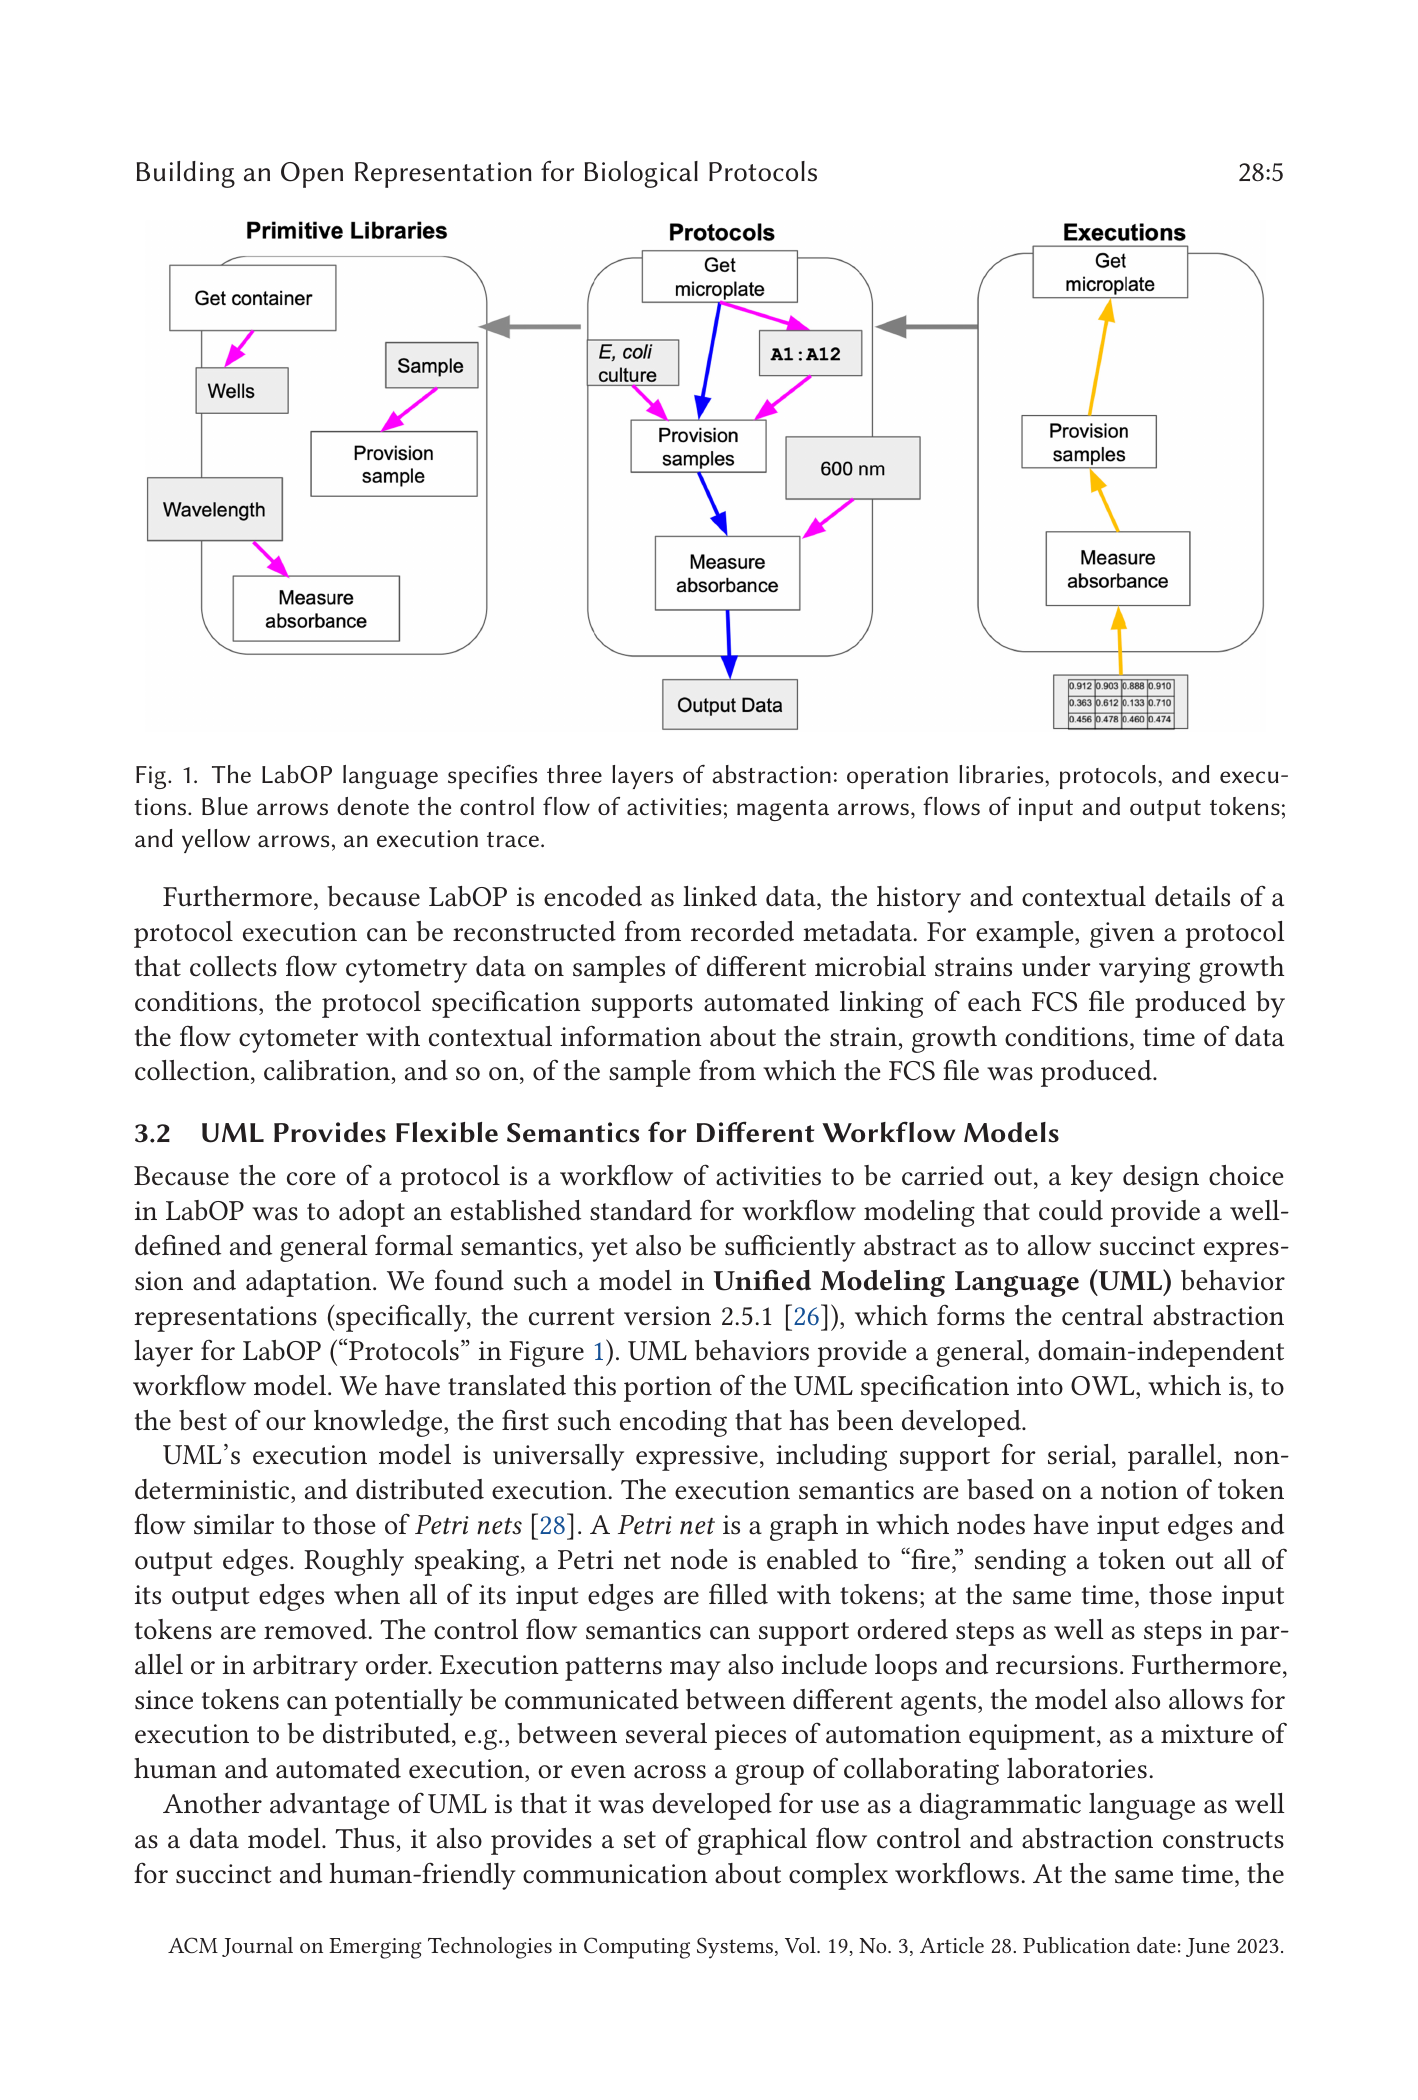 Building an Open Representation for Biological Protocols 28:5
Primitive Libraries
Get container
Wells
Sample
Provision
sample
Wavelength
Measure
absorbance
Protocols
Get
microplate
E, coli
culture
A1:A12
Provision
samples
600 nm
Measure
absorbance
Output Data
Executions
Get
microplate
Provision
samples
Measure
absorbance
0.912 0.903 0.888 0.910
0.363 0.612 0.133 0.710
0.456 0.478 0.460 0.474
Fig. 1. The LabOP language specifies three layers of abstraction: operation libraries, protocols, and execu-
tions. Blue arrows denote the control flow of activities; magenta arrows, flows of input and output tokens;
and yellow arrows, an execution trace.
Furthermore, because LabOP is encoded as linked data, the history and contextual details of a
protocol execution can be reconstructed from recorded metadata. For example, given a protocol
that collects flow cytometry data on samples of different microbial strains under varying growth
conditions, the protocol specification supports automated linking of each FCS file produced by
the flow cytometer with contextual information about the strain, growth conditions, time of data
collection, calibration, and so on, of the sample from which the FCS file was produced.
3.2 UML Provides Flexible Semantics for Different Workflow Models
Because the core of a protocol is a workflow of activities to be carried out, a key design choice
in LabOP was to adopt an established standard for workflow modeling that could provide a well-
defined and general formal semantics, yet also be sufficiently abstract as to allow succinct expres-
sion and adaptation. We found such a model in Unified Modeling Language (UML) behavior
representations (specifically, the current version 2.5.1 [26]), which forms the central abstraction
layer for LabOP (“Protocols” in Figure 1). UML behaviors provide a general, domain-independent
workflow model. We have translated this portion of the UML specification into OWL, which is, to
the best of our knowledge, the first such encoding that has been developed.
UML’s execution model is universally expressive, including support for serial, parallel, non-
deterministic, and distributed execution. The execution semantics are based on a notion of token
flow similar to those of Petri nets [28]. A Petri net is a graph in which nodes have input edges and
output edges. Roughly speaking, a Petri net node is enabled to “fire,” sending a token out all of
its output edges when all of its input edges are filled with tokens; at the same time, those input
tokens are removed. The control flow semantics can support ordered steps as well as steps in par-
allel or in arbitrary order. Execution patterns may also include loops and recursions. Furthermore,
since tokens can potentially be communicated between different agents, the model also allows for
execution to be distributed, e.g., between several pieces of automation equipment, as a mixture of
human and automated execution, or even across a group of collaborating laboratories.
Another advantage of UML is that it was developed for use as a diagrammatic language as well
as a data model. Thus, it also provides a set of graphical flow control and abstraction constructs
for succinct and human-friendly communication about complex workflows. At the same time, the
ACM Journal on Emerging Technologies in Computing Systems, Vol. 19, No. 3, Article 28. Publication date: June 2023.